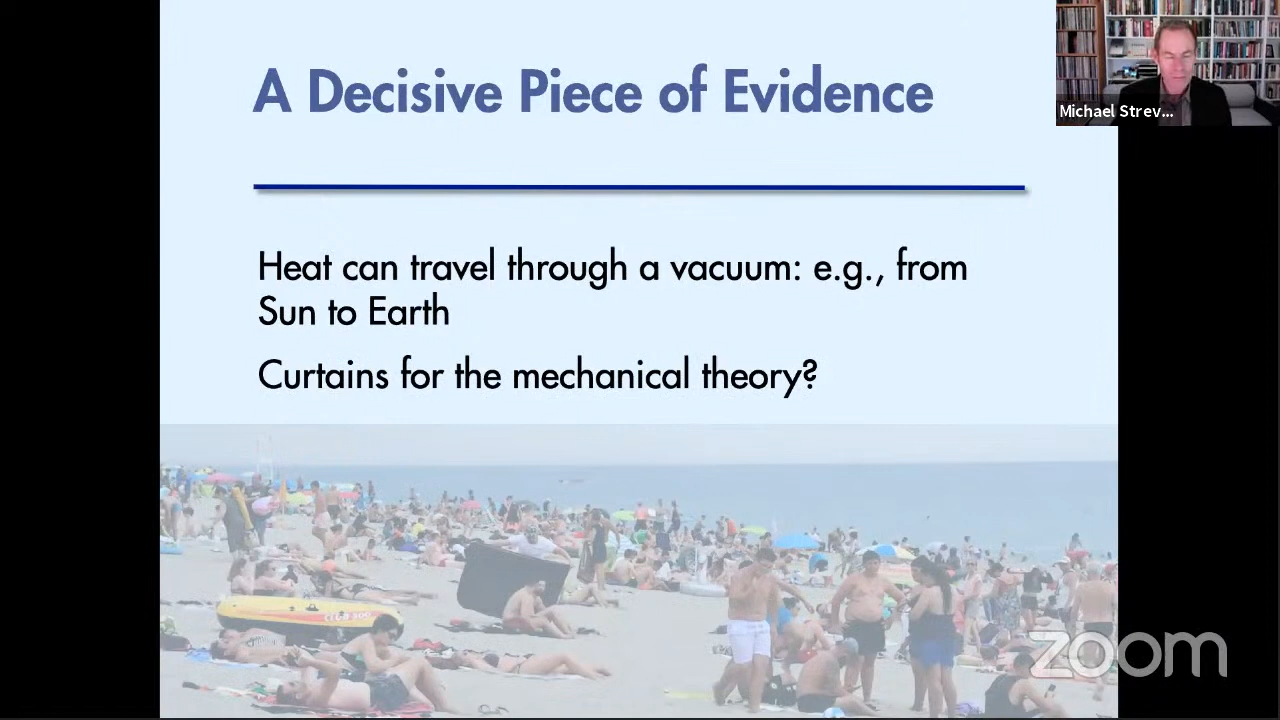 A Decisive Piece of Evidence
Michael Strev...
Heat can travel through a vacuum: e.g., from
Sun to Earth
Curtains for the mechanical theory?
zoom